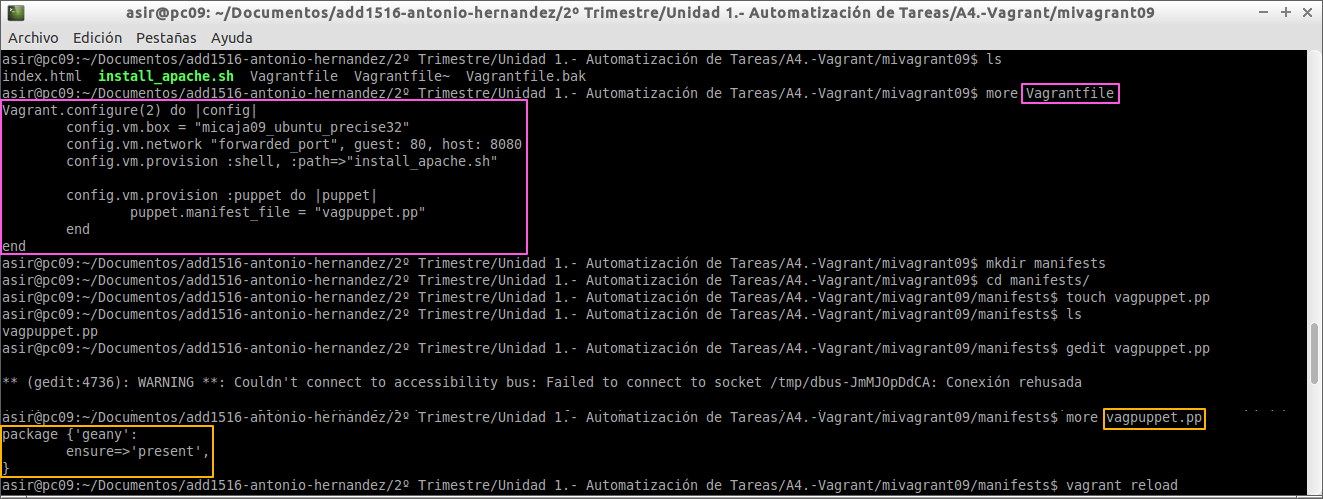 asir@pc09: ~/Documentos/add1516-antonio-hernandez/2º Trimestre/Unidad 1.- Automatización de Tareas/A4.-Vagrant/mivagrant09
Archivo Edición Pestañas Ayuda
asir@pc09:~/Documentos/add1516-antonio-hernandez/2º Trimestre/Unidad 1.- Automatización de Tareas/A4.-Vagrant/mivagrant09$ ls
index.html  install_apache.sh  Vagrantfile  Vagrantfile~  Vagrantfile.bak
asir@pc09:~/Documentos/add1516-antonio-hernandez/2º Trimestre/Unidad 1.- Automatización de Tareas/A4.-Vagrant/mivagrant09$ more Vagrantfile
Vagrant.configure(2) do |config|
        config.vm.box = "micaja09_ubuntu_precise32"
        config.vm.network "forwarded_port", guest: 80, host: 8080
        config.vm.provision :shell, :path=>"install_apache.sh"
        config.vm.provision :puppet do |puppet|
                puppet.manifest_file = "vagpuppet.pp"
        end
end
asir@pc09:~/Documentos/add1516-antonio-hernandez/2º Trimestre/Unidad 1.- Automatización de Tareas/A4.-Vagrant/mivagrant09$ mkdir manifests
asir@pc09:~/Documentos/add1516-antonio-hernandez/2º Trimestre/Unidad 1.- Automatización de Tareas/A4.-Vagrant/mivagrant09$ cd manifests/
asir@pc09:~/Documentos/add1516-antonio-hernandez/2º Trimestre/Unidad 1.- Automatización de Tareas/A4.-Vagrant/mivagrant09/manifests$ touch vagpuppet.pp
asir@pc09:~/Documentos/add1516-antonio-hernandez/2º Trimestre/Unidad 1.- Automatización de Tareas/A4.-Vagrant/mivagrant09/manifests$ ls
vagpuppet.pp
asir@pc09:~/Documentos/add1516-antonio-hernandez/2º Trimestre/Unidad 1.- Automatización de Tareas/A4.-Vagrant/mivagrant09/manifests$ gedit vagpuppet.pp
** (gedit:4736): WARNING **: Couldn't connect to accessibility bus: Failed to connect to socket /tmp/dbus-JmMJOpDdCA: Conexión rehusada
asir@pc09:~/Documentos/add1516-antonio-hernandez/2º Trimestre/Unidad 1.- Automatización de Tareas/A4.-Vagrant/mivagrant09/manifests$ more vagpuppet.pp
package {'geany':
        ensure=>'present',
}
asir@pc09:~/Documentos/add1516-antonio-hernandez/2º Trimestre/Unidad 1.- Automatización de Tareas/A4.-Vagrant/mivagrant09/manifests$ vagrant reload